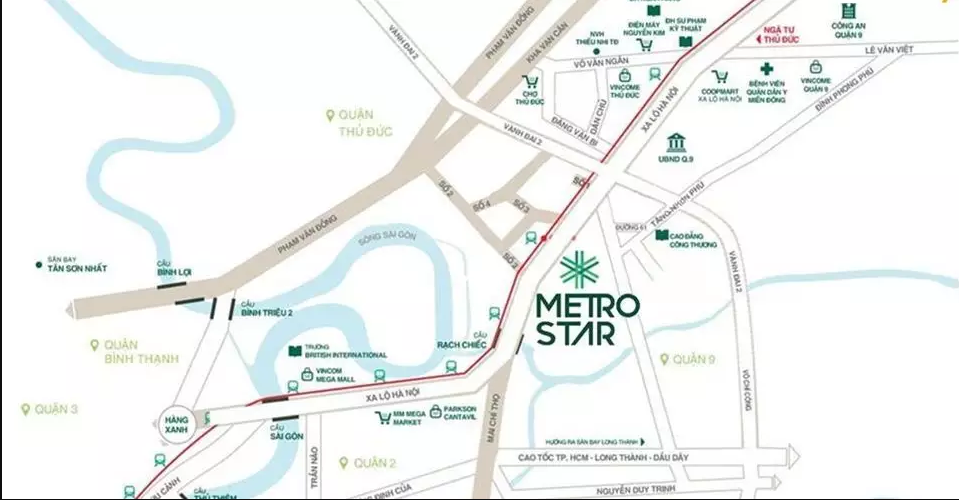 VÀNH ĐAI 2
PHẠM VĂN ĐỒNG
KHA VẠN CÂN
NVH
THIẾU NHI TĐ
ĐIỆN MÁY
NGUYỄN KIM
ĐH SƯ PHẠM
KỸ THUẬT
NGÃ TƯ
THỦ ĐỨC
CÔNG AN
QUẬN 9
LÊ VĂN VIỆT
VÕ VĂN NGÂN
CHỢ
THỦ ĐỨC
VINCOME
THỦ ĐỨC
COOPMART
XA LỘ HÀ NỘI
BỆNH VIỆN
QUÂN DÂN Y
MIỀN ĐÔNG
VINCOME
QUẬN 9
ĐÌNH PHONG PHÚ
XA LỘ HÀ NỘI
DÂN CHỦ
ĐẶNG VĂN BI
VÀNH ĐAI 2
QUẬN
THỦ ĐỨC
UBND Q.9
SỐ 2
SỐ 4
SỐ 3
SỐ 2
TĂNG NHƠN PHÚ
ĐƯỜNG 61
CAO ĐẲNG
CÔNG THƯƠNG
VÀNH ĐAI 2
PHẠM VĂN ĐỒNG
SÔNG SÀI GÒN
SÂN BAY
TÂN SƠN NHẤT
CẦU
BÌNH LỢI
CẦU
BÌNH TRIỆU 2
METRO
STAR
CẦU
RẠCH CHIẾC
QUẬN
BÌNH THẠNH
TRƯỜNG
BRITISH INTERNATIONAL
VINCOM
MEGA MALL
QUẬN 9
VÕ CHÍ CÔNG
QUẬN 3
HÀNG
XANH
XA LỘ HÀ NỘI
CẦU
SÀI GÒN
MM MEGA
MARKET
PARKSON
CANTAVIL
MAI CHÍ THỌ
TRẦN NÃO
QUẬN 2
HƯỚNG RA SÂN BAY LONG THÀNH
CAO TỐC TP, HCM - LONG THÀNH - DẦU DÂY
CẦU
THỦ THIÊM
NGUYỄN DUY TRINH